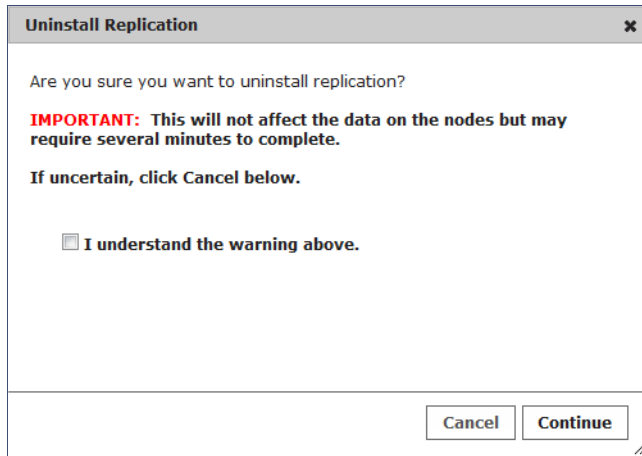 Uninstall Replication
Are you sure you want to uninstall replication?
IMPORTANT: This will not affect the data on the nodes but may
require several minutes to complete.
If uncertain, click Cancel below.
I understand the warning above.
Cancel Continue